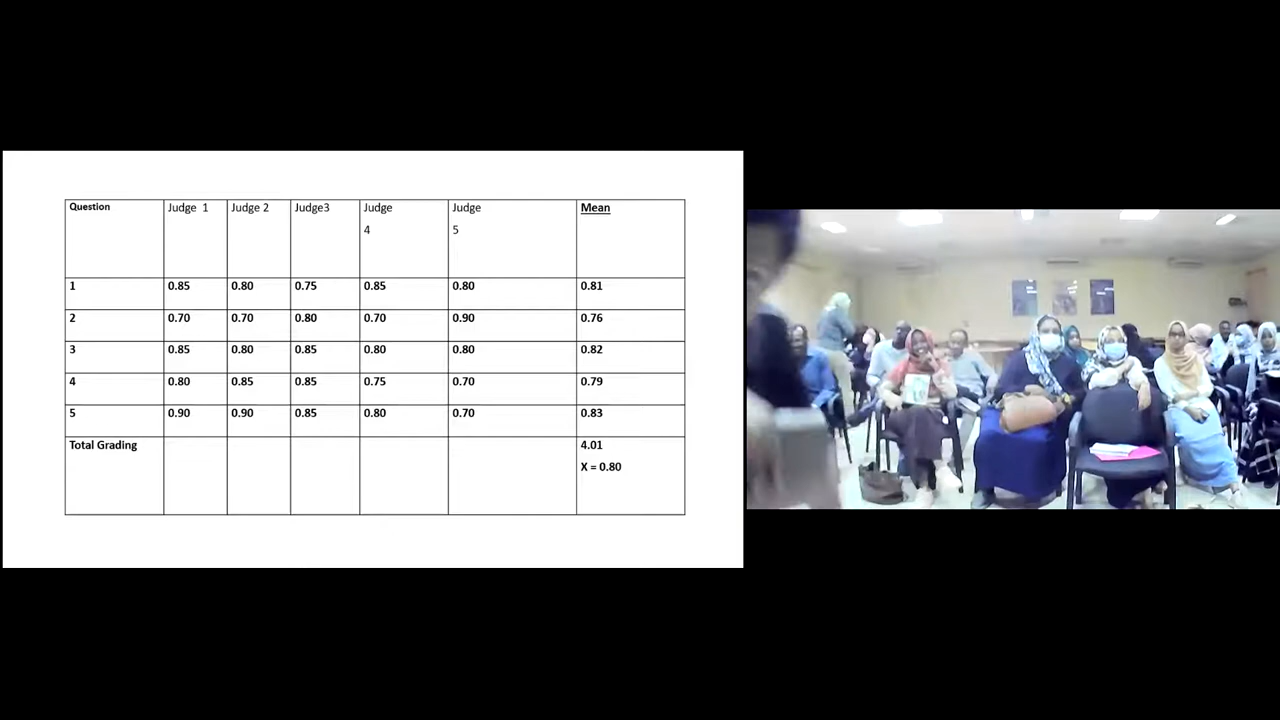 Question Judge 1 Judge 2 Judge3 Judge 4 Judge 5 Mean
1 0.85 0.80 0.75 0.85 0.80 0.81
2 0.70 0.70 0.80 0.70 0.90 0.76
3 0.85 0.80 0.85 0.80 0.80 0.82
4 0.80 0.85 0.85 0.75 0.70 0.79
5 0.90 0.90 0.85 0.80 0.70 0.83
Total Grading 4.01
X = 0.80